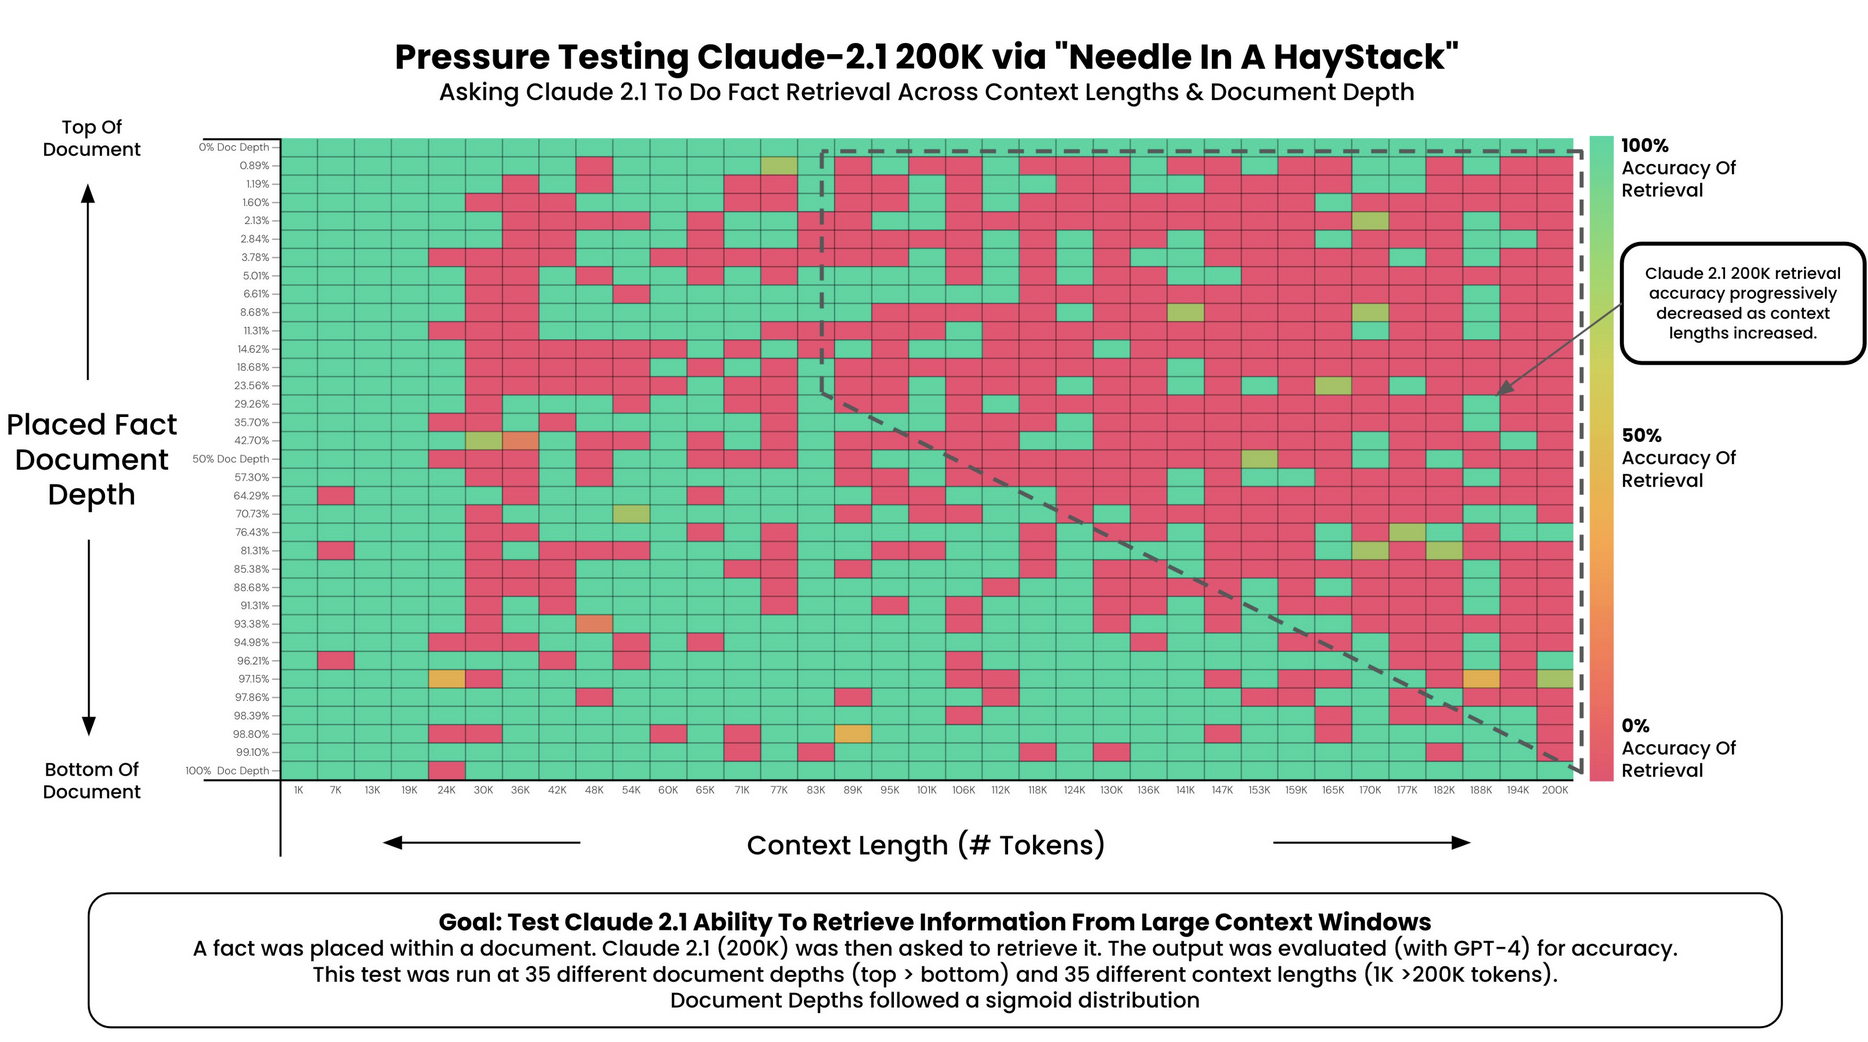 Pressure Testing Claude-2.1 200K via "Needle In A HayStack"
Asking Claude 2.1 To Do Fact Retrieval Across Context Lengths & Document Depth
Top Of
Document
Placed Fact
Document
Depth
Bottom Of
Document
0% Doc Depth
0.89%
1.19%
1.60%
2.13%
2.84%
3.78%
5.01%
6.61%
8.68%
11.31%
14.62%
18.68%
23.56%
29.26%
35.70%
42.70%
50% Doc Depth
57.30%
64.29%
70.73%
76.43%
81.31%
85.38%
88.68%
91.31%
93.38%
94.98%
96.21%
97.15%
97.86%
98.39%
98.80%
99.10%
100% Doc Depth
1K 7K 13K 19K 24K 30K 36K 42K 48K 54K 60K 65K 71K 77K 83K 89K 95K 101K 106K 112K 118K 124K 130K 136K 141K 147K 153K 159K 165K 170K 177K 182K 188K 194K 200K
Context Length (# Tokens)
100%
Accuracy Of
Retrieval
Claude 2.1 200K retrieval
accuracy progressively
decreased as context
lengths increased.
50%
Accuracy Of
Retrieval
0%
Accuracy Of
Retrieval
Goal: Test Claude 2.1 Ability To Retrieve Information From Large Context Windows
A fact was placed within a document. Claude 2.1 (200K) was then asked to retrieve it. The output was evaluated (with GPT-4) for accuracy.
This test was run at 35 different document depths (top > bottom) and 35 different context lengths (1K >200K tokens).
Document Depths followed a sigmoid distribution